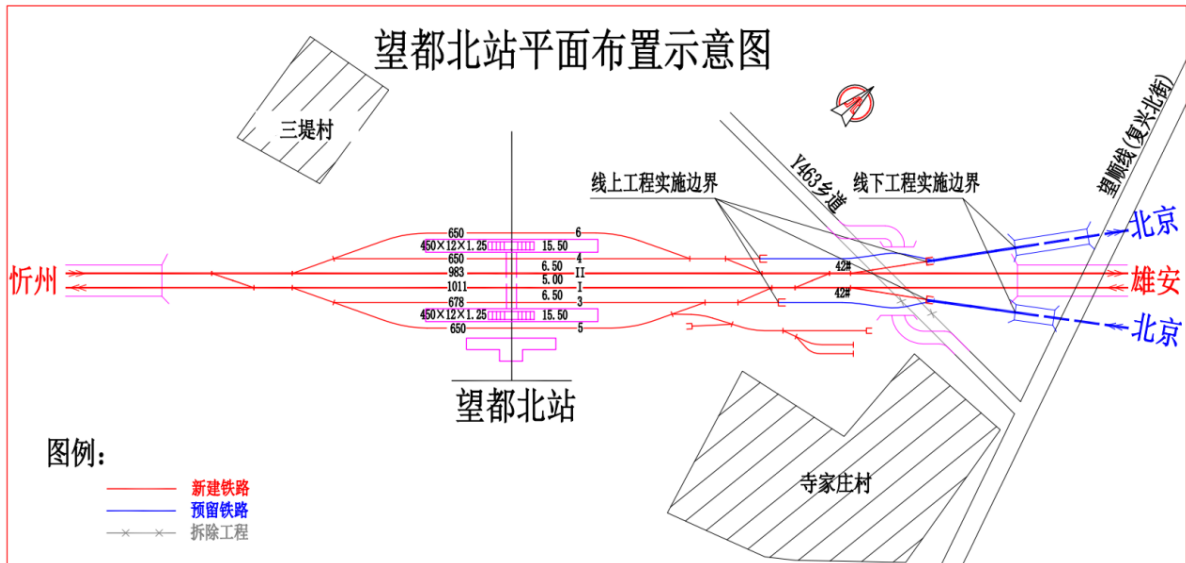 望都北站平面布置示意图
三堤村
望顺线(复兴北街)
Y463乡道
线上工程实施边界
线下工程实施边界
北京
650
6
450×12×1.25
15.50
650
4
6.50
42#
忻州
983
II
5.00
雄安
1011
I
6.50
42#
678
3
450×12×1.25
15.50
650
5
北京
望都北站
寺家庄村
图例：
新建铁路
预留铁路
拆除工程